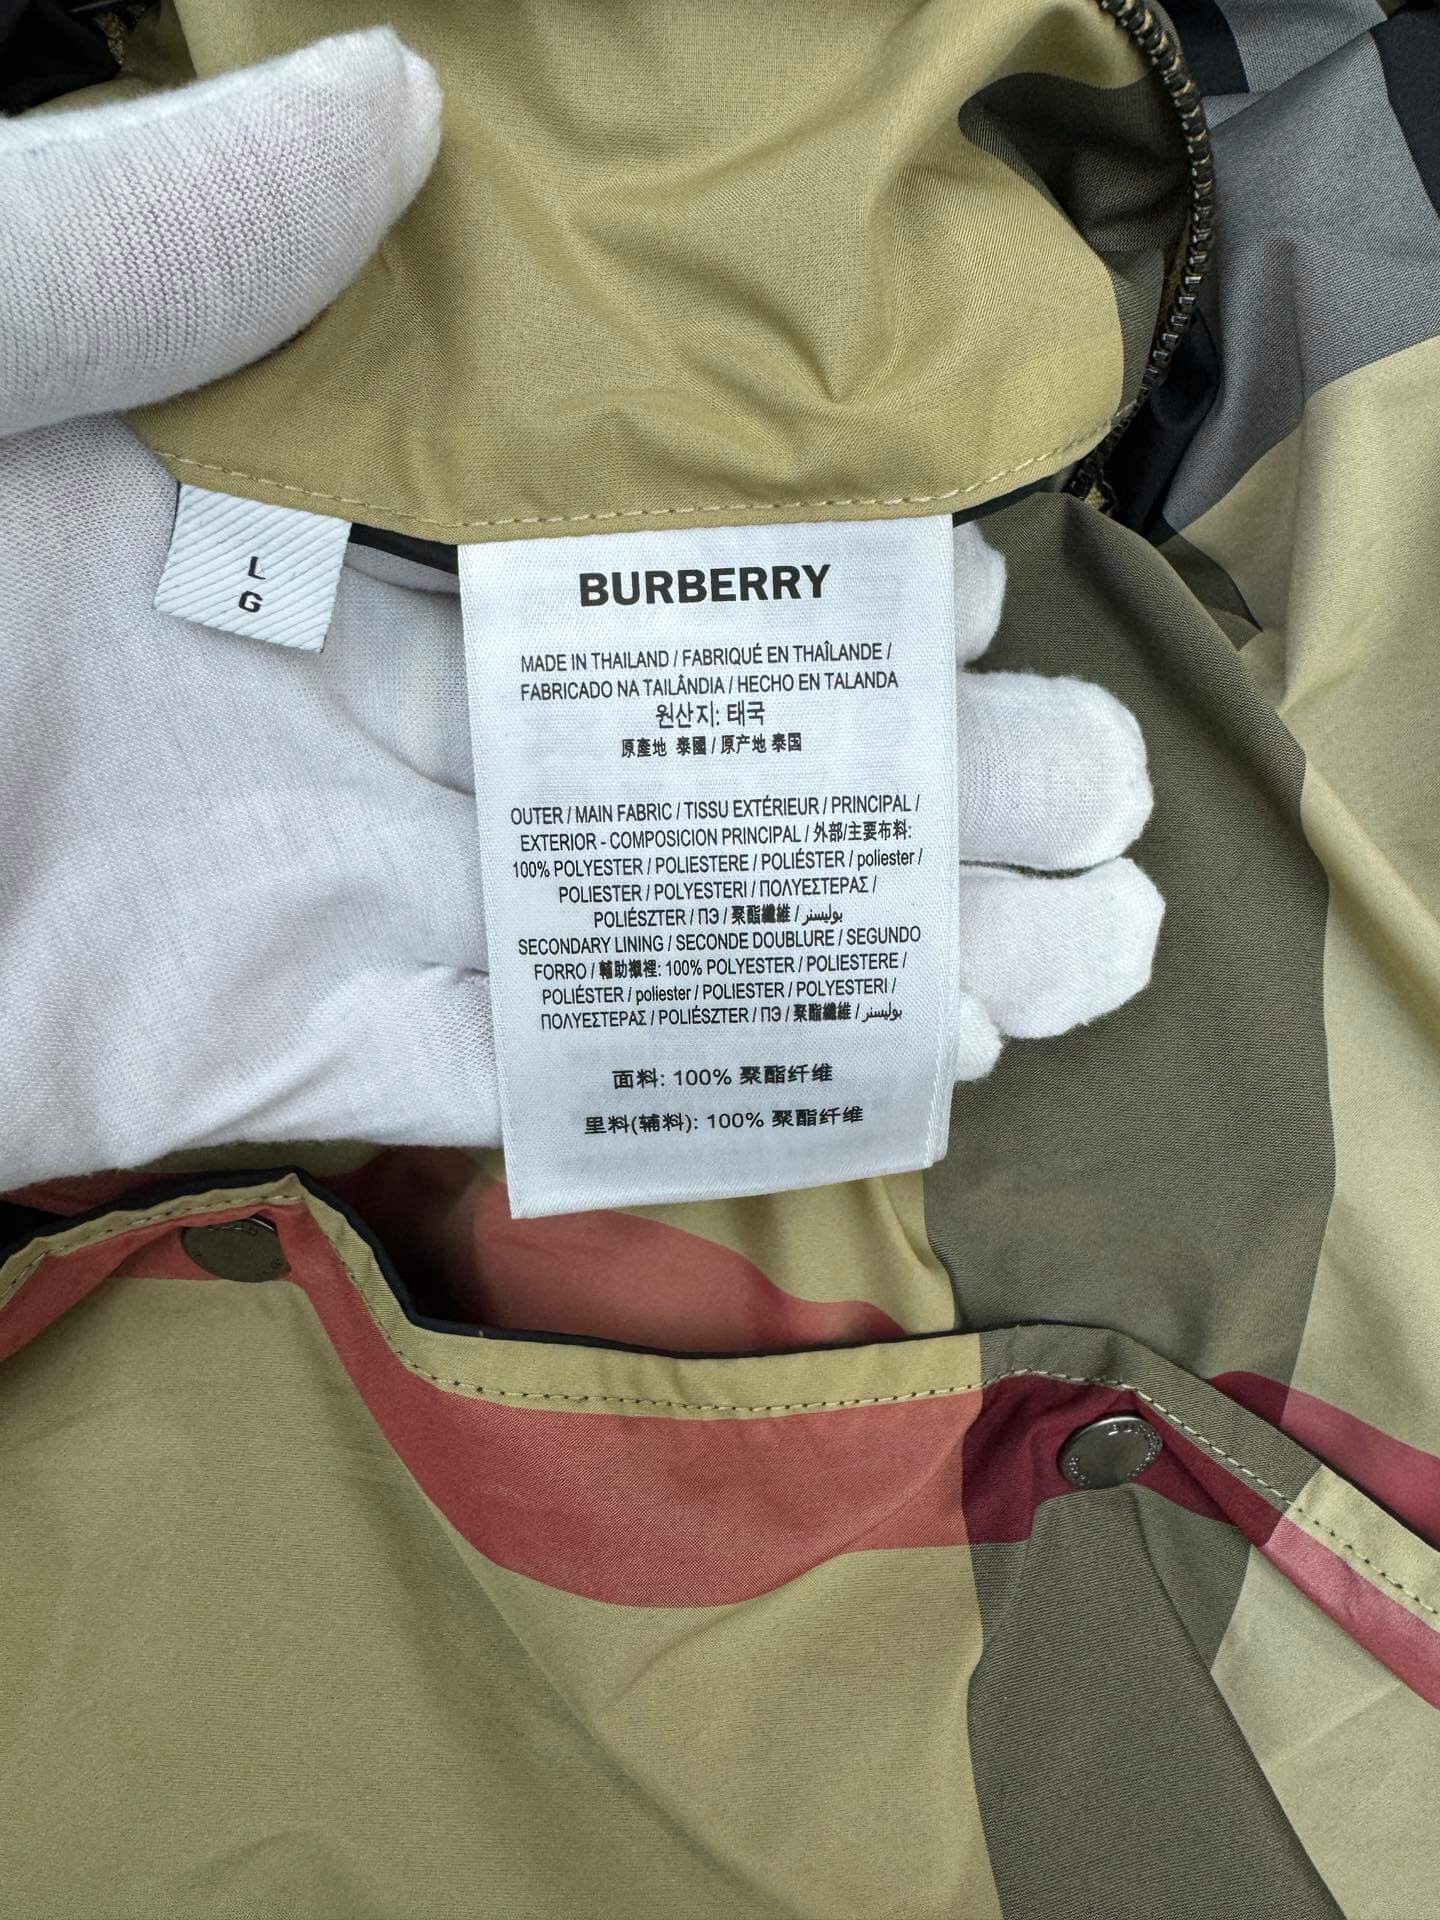 L
G
BURBERRY
MADE IN THAILAND / FABRIQUÉ EN THAÎLANDE /
FABRICADO NA TAILÂNDIA / HECHO EN TALANDA
원산지: 태국
原產地 泰國 / 原产地 泰国
OUTER / MAIN FABRIC / TISSU EXTÉRIEUR / PRINCIPAL /
EXTERIOR - COMPOSICION PRINCIPAL / 外部/主要布料:
100% POLYESTER / POLIESTERE / POLIÉSTER / poliester /
POLIESTER / POLYESTERI / ΠΟΛΥΕΣΤΕΡΑΣ /
POLIÉSZTER / ПЭ / 聚酯纖維 / بوليستر
SECONDARY LINING / SECONDE DOUBLURE / SEGUNDO
FORRO / 輔助襯裡: 100% POLYESTER / POLIESTERE /
POLIÉSTER / poliester / POLIESTER / POLYESTERI /
ΠΟΛΥΕΣΤΕΡΑΣ / POLIÉSZTER / ПЭ / 聚酯纖維 / بوليستر
面料: 100% 聚酯纤维
里料(辅料): 100% 聚酯纤维